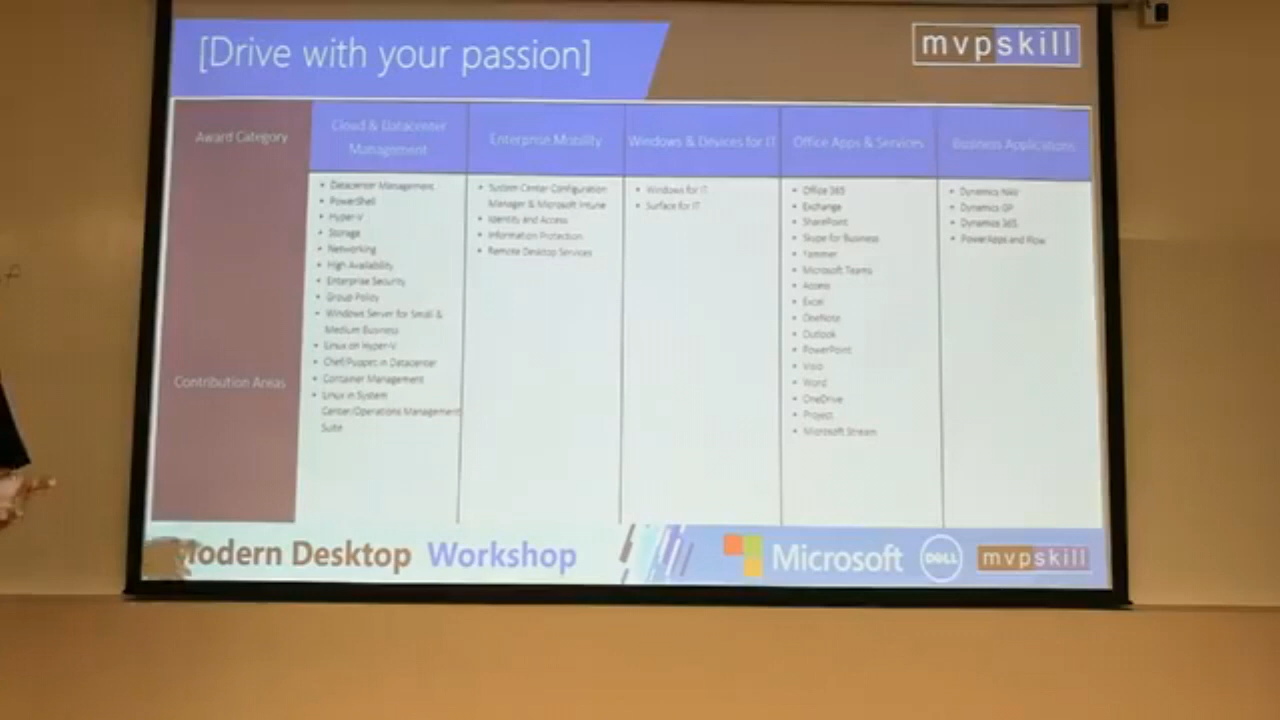 [Drive with your passion]
mvpskill
Award Category
Cloud & Datacenter
Management
Enterprise Mobility
Windows & Devices for IT
Office Apps & Services
Business Applications
Contribution Areas
• Datacenter Management
• PowerShell
• Hyper-V
• Storage
• Networking
• High Availability
• Enterprise Security
• Group Policy
• Windows Server for Small &
Medium Business
• Linux on Hyper-V
• Chef/Puppet in Datacenter
• Container Management
• Linux in System
Center/Operations Management
Suite
• System Center Configuration
Manager & Microsoft Intune
• Identity and Access
• Information Protection
• Remote Desktop Services
• Windows for IT
• Surface for IT
• Office 365
• Exchange
• SharePoint
• Skype for Business
• Yammer
• Microsoft Teams
• Access
• Excel
• OneNote
• Outlook
• PowerPoint
• Visio
• Word
• OneDrive
• Project
• Microsoft Stream
• Dynamics NAV
• Dynamics GP
• Dynamics 365
• PowerApps and Flow
Modern Desktop Workshop
Microsoft
DELL
mvpskill